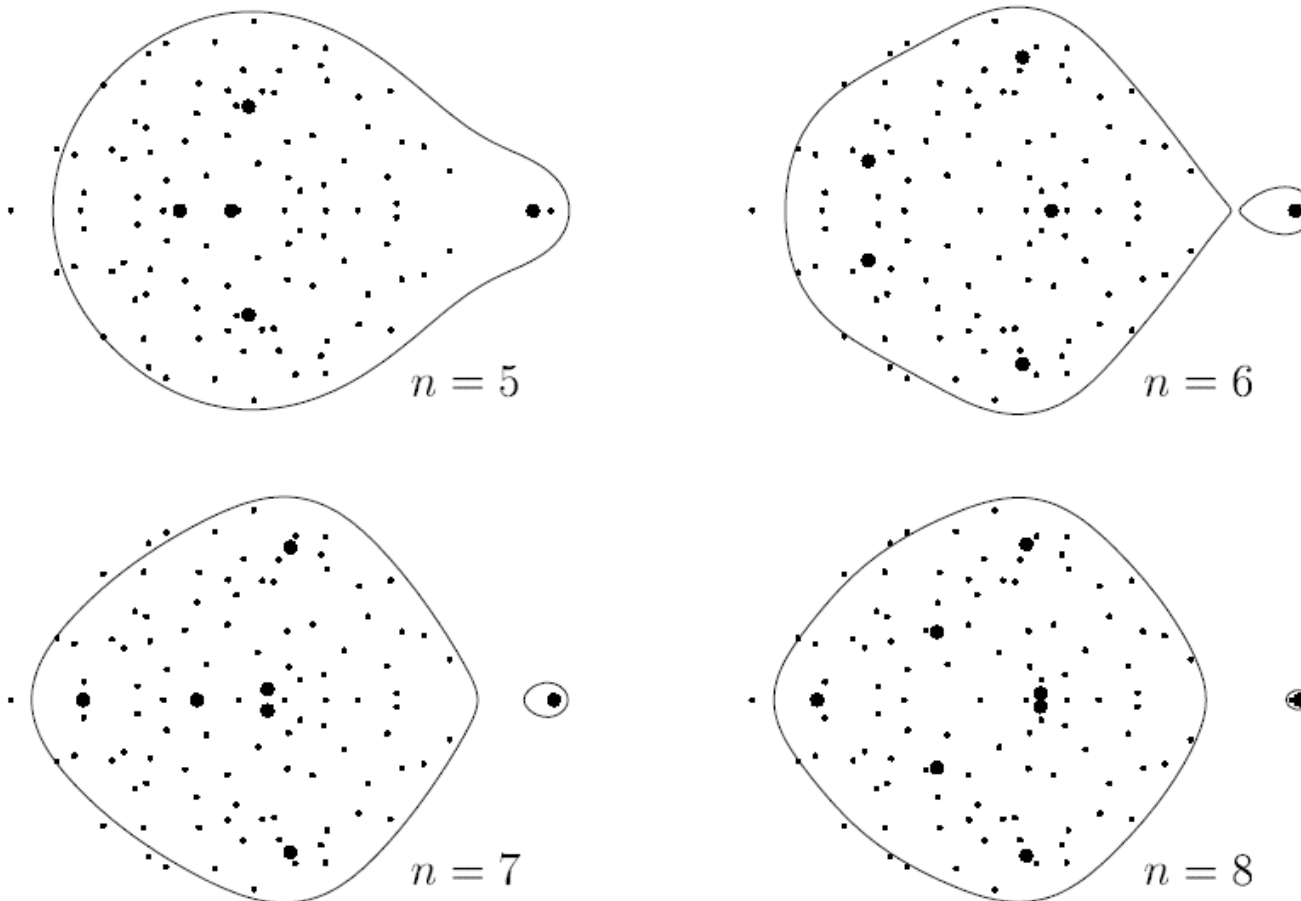 n = 5
n = 6
n = 7
n = 8